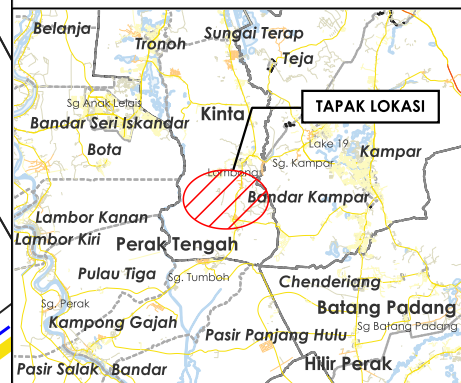 Belanja
Sungai Terap
Tronoh
Teja
Sg Anak Lelais
TAPAK LOKASI
Kinta
Bandar Seri Iskandar
Lake 19
Bota
Kampar
Sg. Kampar
Bandar Kampar
Lambor Kanan
Lambor Kiri
Perak Tengah
Pulau Tiga
Sg. Tumboh
Chenderiang
Sg. Perak
Batang Padang
Kampong Gajah
Sg Batang Padang
Pasir Panjang Hulu
Pasir Salak
Bandar
Hilir Perak